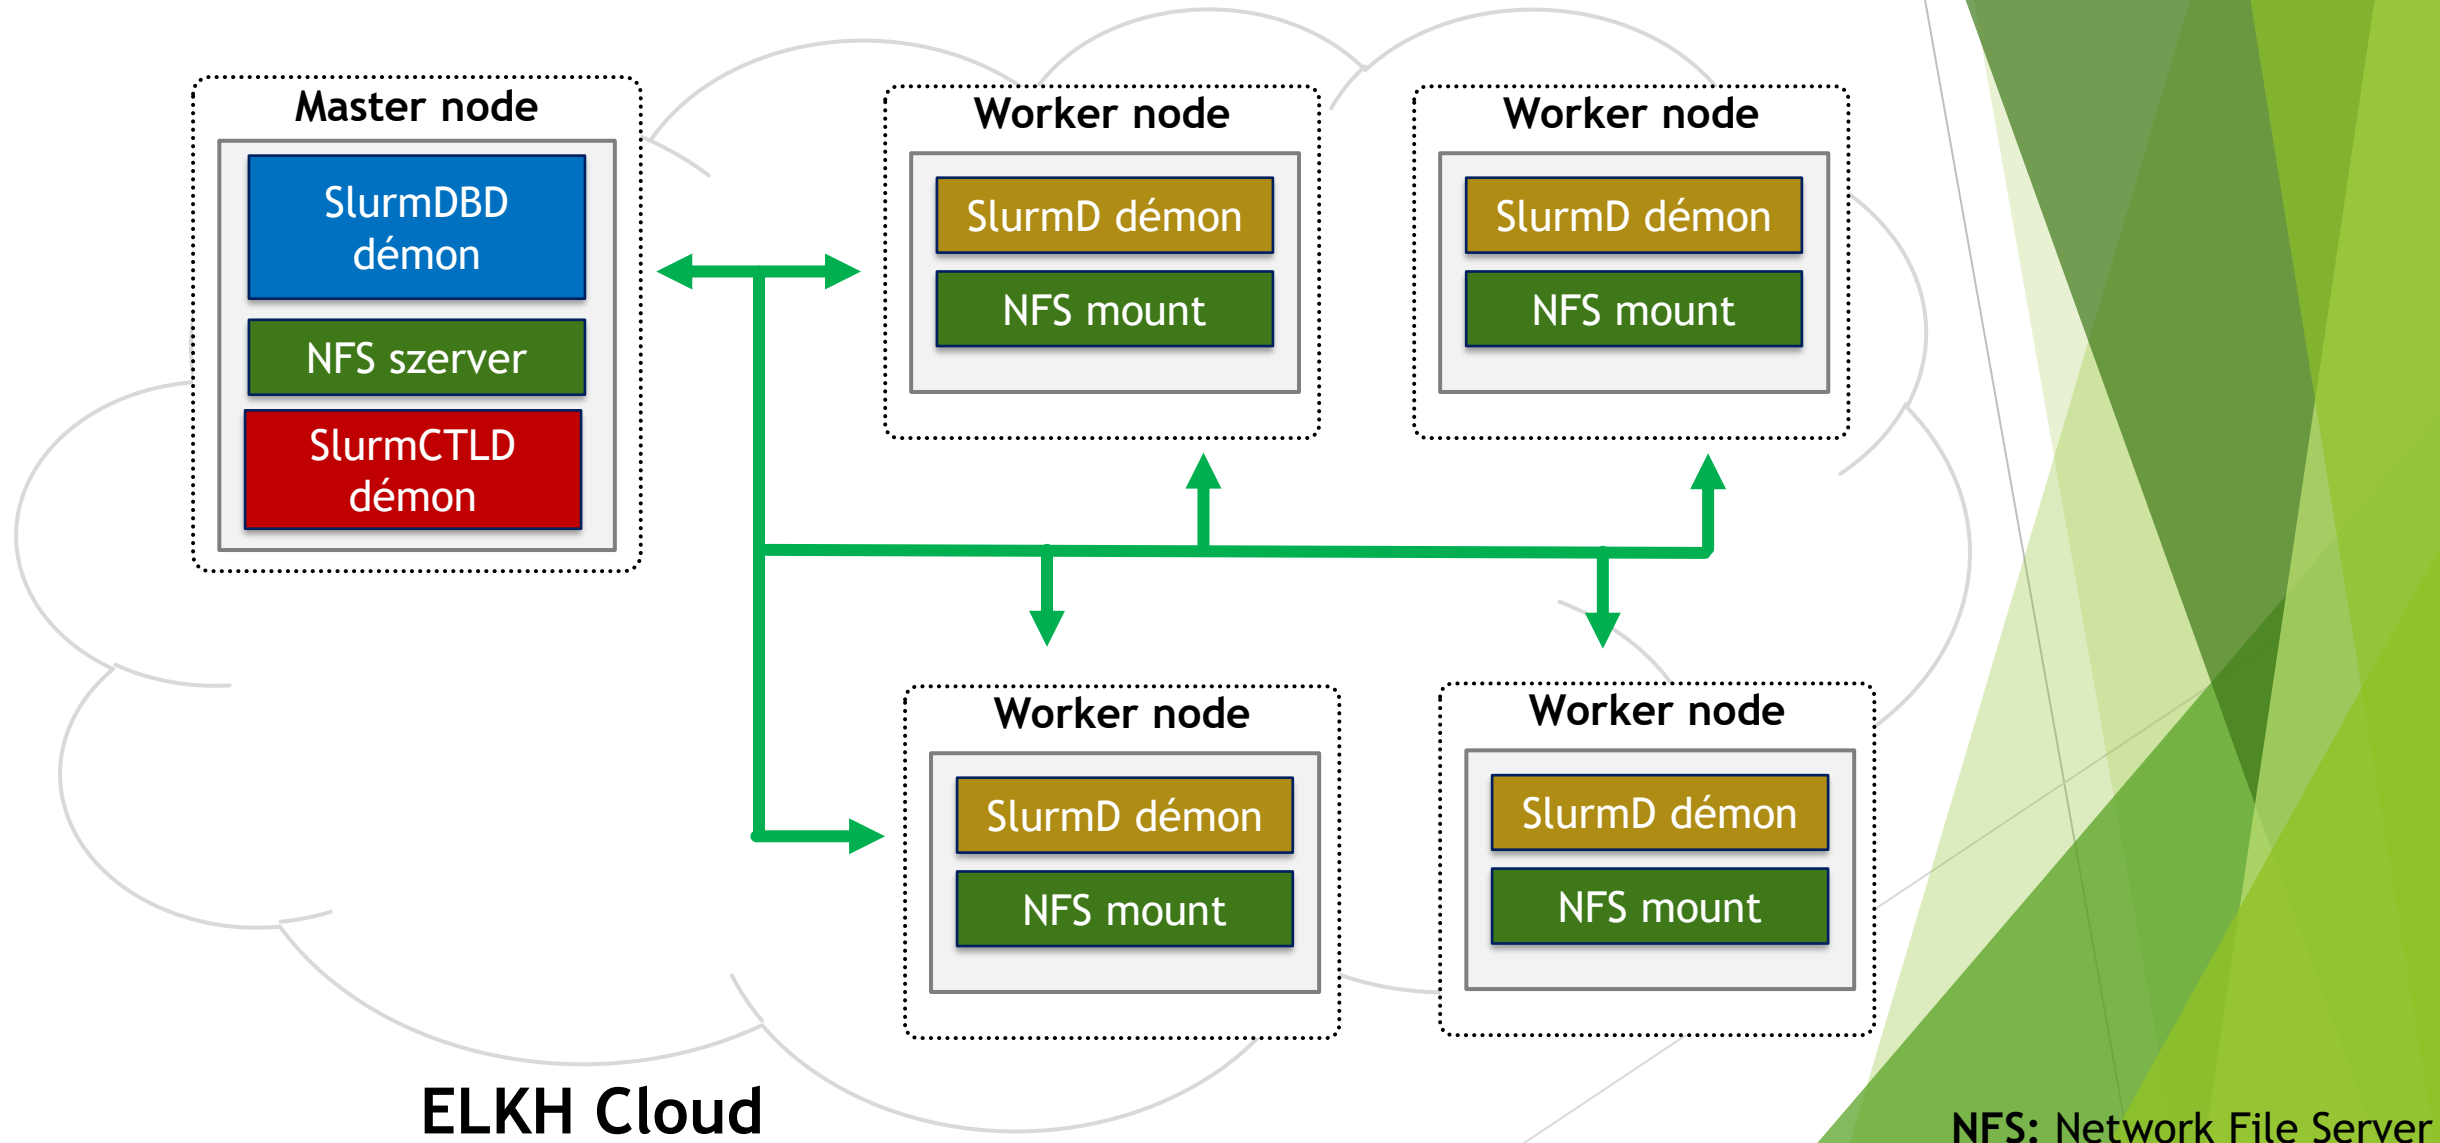 Master node
SlurmDBD
démon
NFS szerver
SlurmCTLD
démon
Worker node
SlurmD démon
NFS mount
Worker node
SlurmD démon
NFS mount
Worker node
SlurmD démon
NFS mount
Worker node
SlurmD démon
NFS mount
ELKH Cloud
NFS: Network File Server